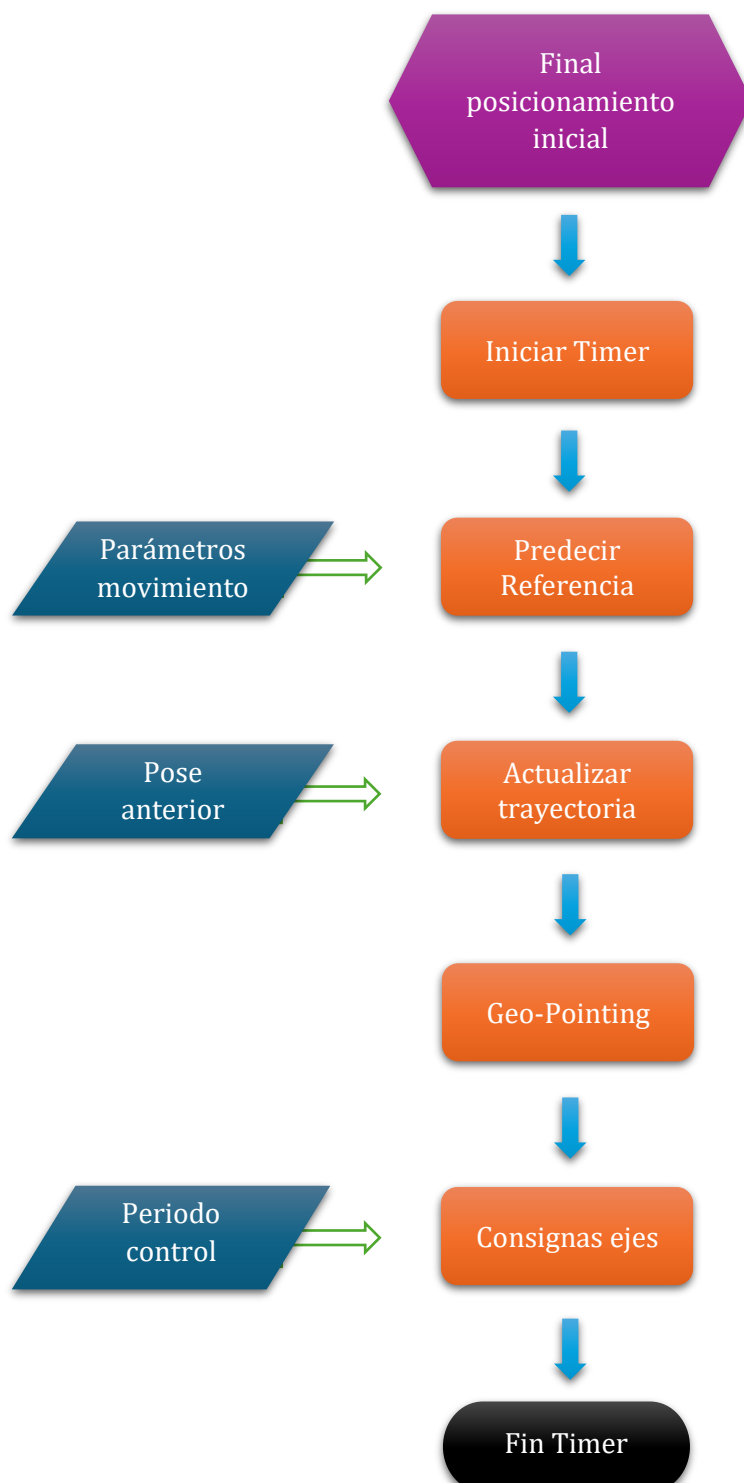 Final
posicionamiento
inicial
Iniciar Timer
Parámetros
movimiento
Predecir
Referencia
Pose
anterior
Actualizar
trayectoria
Geo-Pointing
Periodo
control
Consignas ejes
Fin Timer